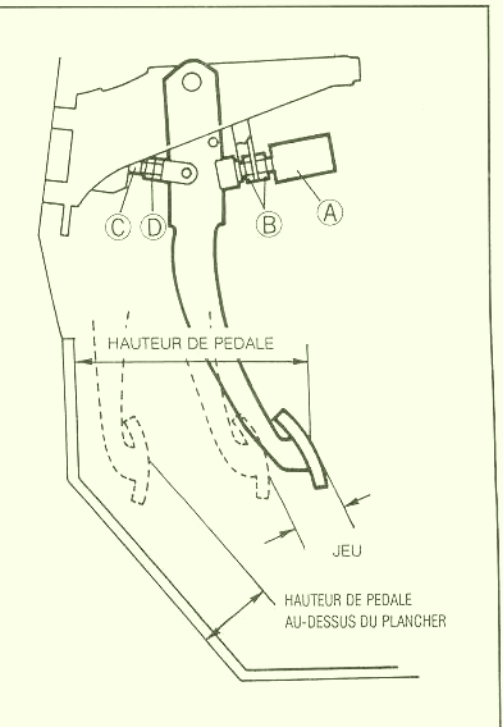 Ⓒ Ⓓ Ⓑ Ⓐ
HAUTEUR DE PEDALE
JEU
HAUTEUR DE PEDALE
AU-DESSUS DU PLANCHER